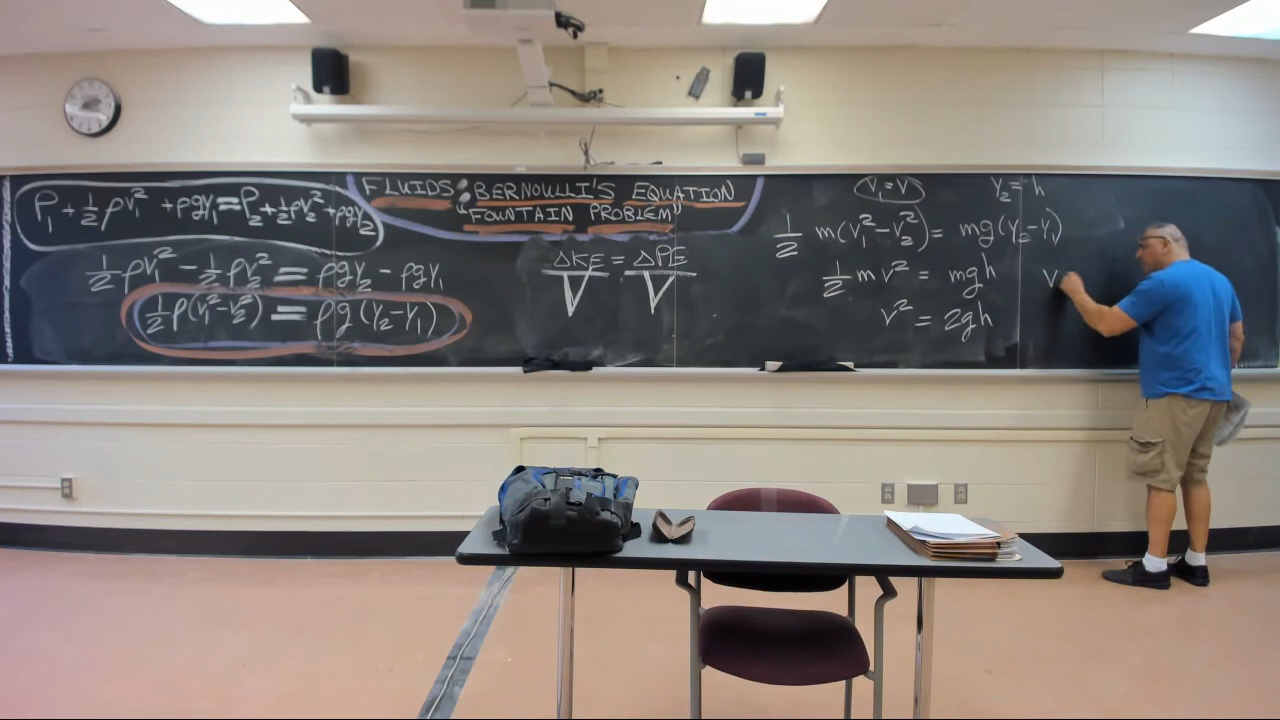 P₁ + ½ρv₁² + ρgy₁ = P₂ + ½ρv₂² + ρgy₂
½ρv₁² − ½ρv₂² = ρgy₂ − ρgy₁
½ρ(v₁² − v₂²) = ρg(y₂ − y₁)
FLUIDS: BERNOULLI'S EQUATION
"FOUNTAIN PROBLEM"
ΔKE/V = ΔPE/V
v₁ = v y₂ = h
½ m(v₁² − v₂²) = mg(y₂ − y₁)
½ m v² = mgh
v² = 2gh
v